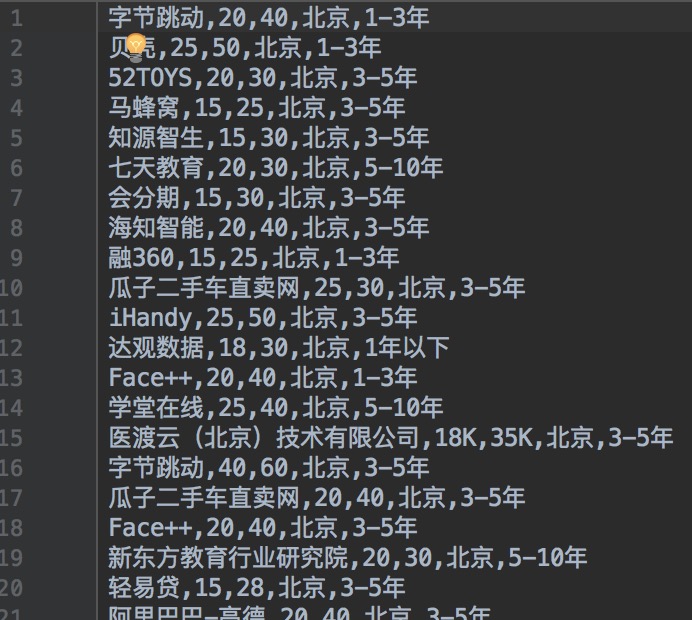 1 字节跳动,20,40,北京,1-3年
2 贝壳,25,50,北京,1-3年
3 52TOYS,20,30,北京,3-5年
4 马蜂窝,15,25,北京,3-5年
5 知源智生,15,30,北京,3-5年
6 七天教育,20,30,北京,5-10年
7 会分期,15,30,北京,3-5年
8 海知智能,20,40,北京,3-5年
9 融360,15,25,北京,1-3年
10 瓜子二手车直卖网,25,30,北京,3-5年
11 iHandy,25,50,北京,3-5年
12 达观数据,18,30,北京,1年以下
13 Face++,20,40,北京,1-3年
14 学堂在线,25,40,北京,5-10年
15 医渡云（北京）技术有限公司,18K,35K,北京,3-5年
16 字节跳动,40,60,北京,3-5年
17 瓜子二手车直卖网,20,40,北京,3-5年
18 Face++,20,40,北京,3-5年
19 新东方教育行业研究院,20,30,北京,5-10年
20 轻易贷,15,28,北京,3-5年
21 阿里巴巴-高德,20,40,北京,3-5年